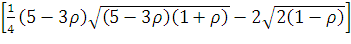 [1/4 (5 − 3ρ)√((5 − 3ρ)(1 + ρ)) − 2√(2(1 − ρ))]